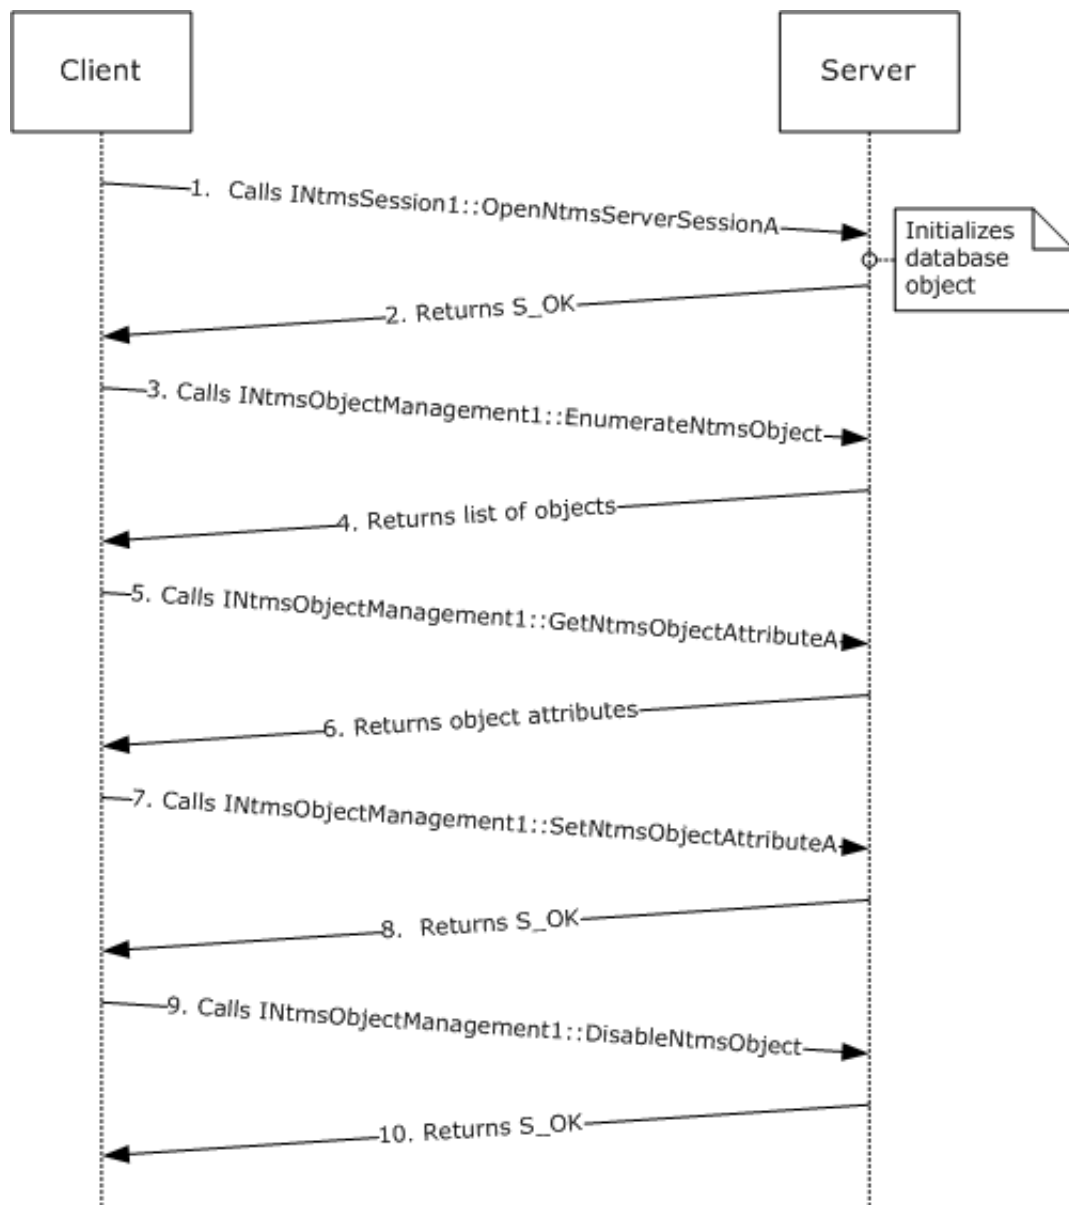 Client
Server
1.  Calls INtmsSession1::OpenNtmsServerSessionA
Initializes
database
object
2. Returns S_OK
3. Calls INtmsObjectManagement1::EnumerateNtmsObject
4. Returns list of objects
5. Calls INtmsObjectManagement1::GetNtmsObjectAttributeA
6. Returns object attributes
7. Calls INtmsObjectManagement1::SetNtmsObjectAttributeA
8.  Returns S_OK
9. Calls INtmsObjectManagement1::DisableNtmsObject
10. Returns S_OK